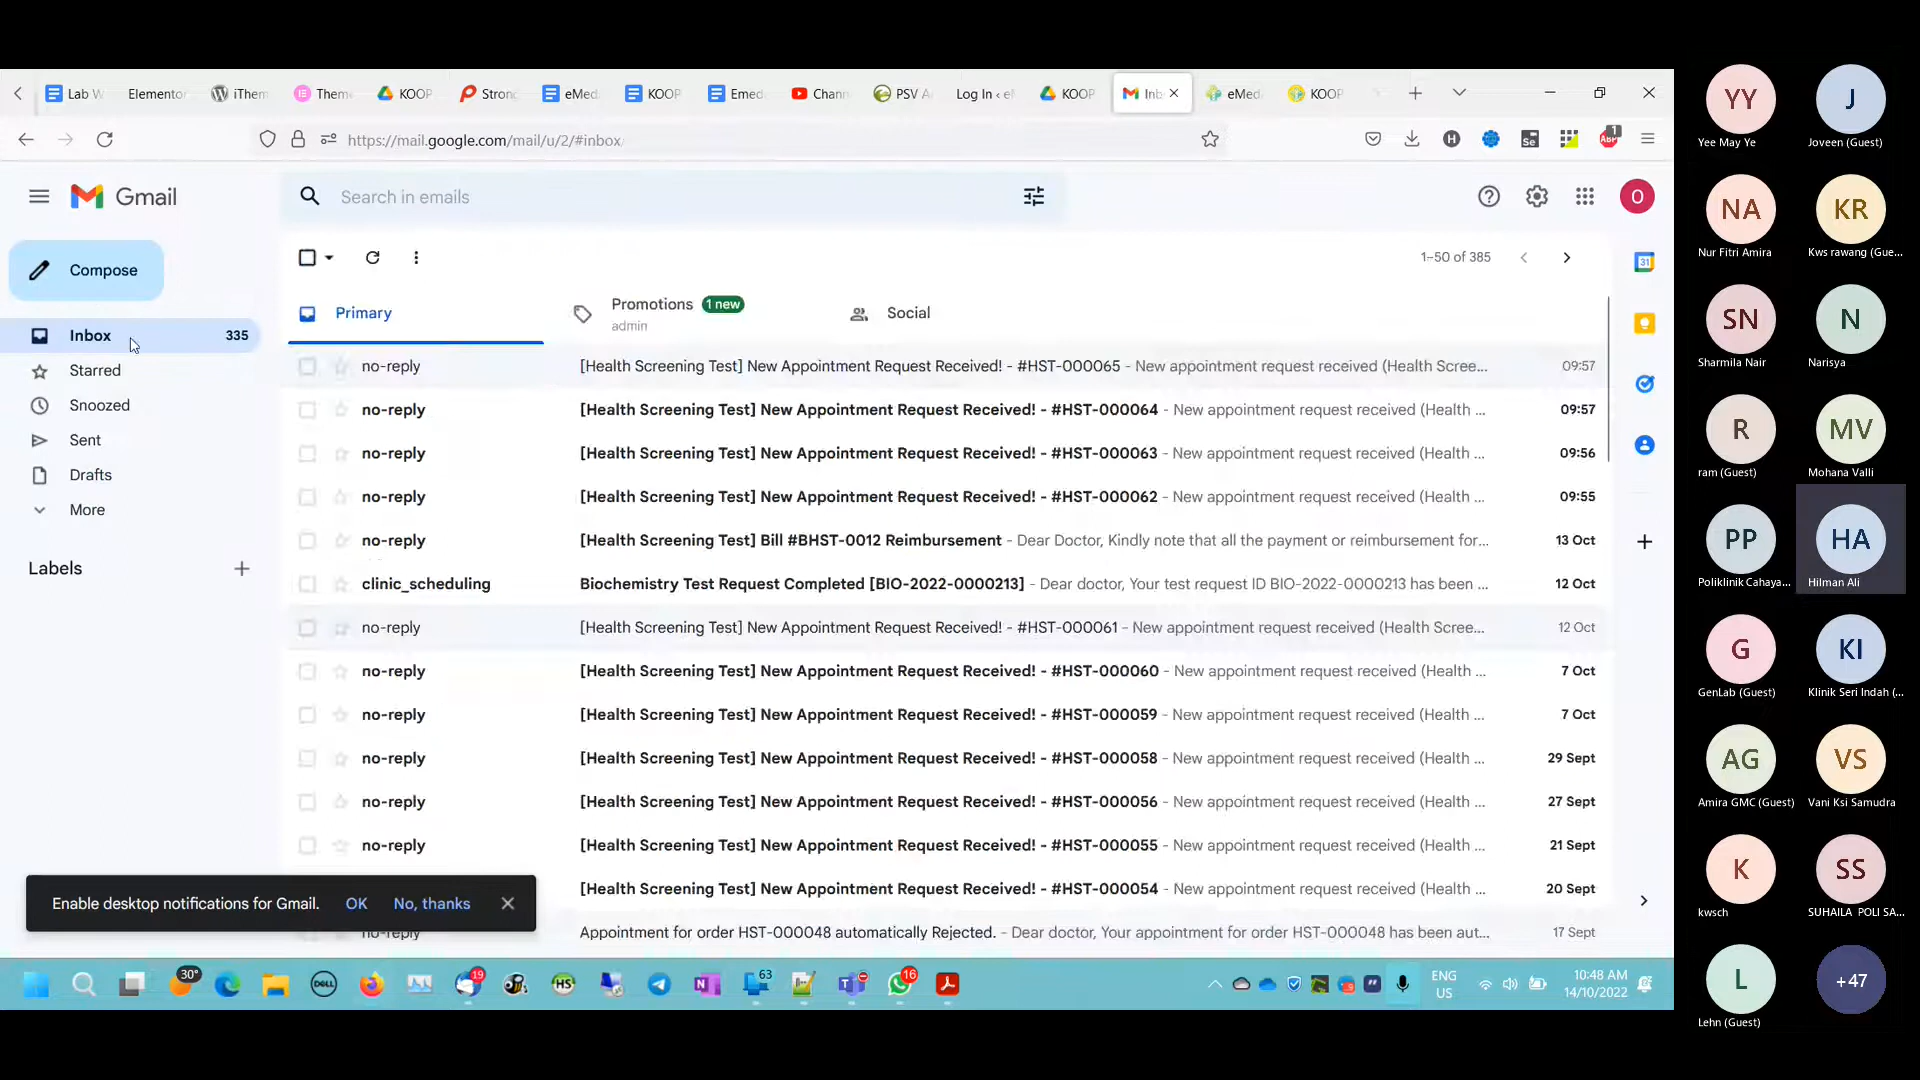 Lab W
Elementor
iThem
Theme
KOOP
Strong
eMed
KOOP
Emed
Chann
PSV A
Log In ‹ eM
KOOP
Inb
eMed
KOOP
https://mail.google.com/mail/u/2/#inbox
1
Gmail
Search in emails
O
Compose
1–50 of 385
31
Primary
Promotions 1 new
admin
Social
Inbox 335
Starred
Snoozed
Sent
Drafts
More
Labels
no-reply [Health Screening Test] New Appointment Request Received! - #HST-000065 - New appointment request received (Health Scree... 09:57
no-reply [Health Screening Test] New Appointment Request Received! - #HST-000064 - New appointment request received (Health ... 09:57
no-reply [Health Screening Test] New Appointment Request Received! - #HST-000063 - New appointment request received (Health ... 09:56
no-reply [Health Screening Test] New Appointment Request Received! - #HST-000062 - New appointment request received (Health ... 09:55
no-reply [Health Screening Test] Bill #BHST-0012 Reimbursement - Dear Doctor, Kindly note that all the payment or reimbursement for... 13 Oct
clinic_scheduling Biochemistry Test Request Completed [BIO-2022-0000213] - Dear doctor, Your test request ID BIO-2022-0000213 has been ... 12 Oct
no-reply [Health Screening Test] New Appointment Request Received! - #HST-000061 - New appointment request received (Health Scree... 12 Oct
no-reply [Health Screening Test] New Appointment Request Received! - #HST-000060 - New appointment request received (Health ... 7 Oct
no-reply [Health Screening Test] New Appointment Request Received! - #HST-000059 - New appointment request received (Health ... 7 Oct
no-reply [Health Screening Test] New Appointment Request Received! - #HST-000058 - New appointment request received (Health ... 29 Sept
no-reply [Health Screening Test] New Appointment Request Received! - #HST-000056 - New appointment request received (Health ... 27 Sept
no-reply [Health Screening Test] New Appointment Request Received! - #HST-000055 - New appointment request received (Health ... 21 Sept
[Health Screening Test] New Appointment Request Received! - #HST-000054 - New appointment request received (Health ... 20 Sept
no-reply Appointment for order HST-000048 automatically Rejected. - Dear doctor, Your appointment for order HST-000048 has been aut... 17 Sept
Enable desktop notifications for Gmail. OK No, thanks
30°
DELL
19
HS
63
16
ENG
US
10:48 AM
14/10/2022
YY
Yee May Ye
J
Joveen (Guest)
NA
Nur Fitri Amira
KR
Kws rawang (Gue...
SN
Sharmila Nair
N
Narisya
R
ram (Guest)
MV
Mohana Valli
PP
Poliklinik Cahaya...
HA
Hilman Ali
G
GenLab (Guest)
KI
Klinik Seri Indah (...
AG
Amira GMC (Guest)
VS
Vani Ksi Samudra
K
kwsch
SS
SUHAILA POLI SA...
L
Lehn (Guest)
+47